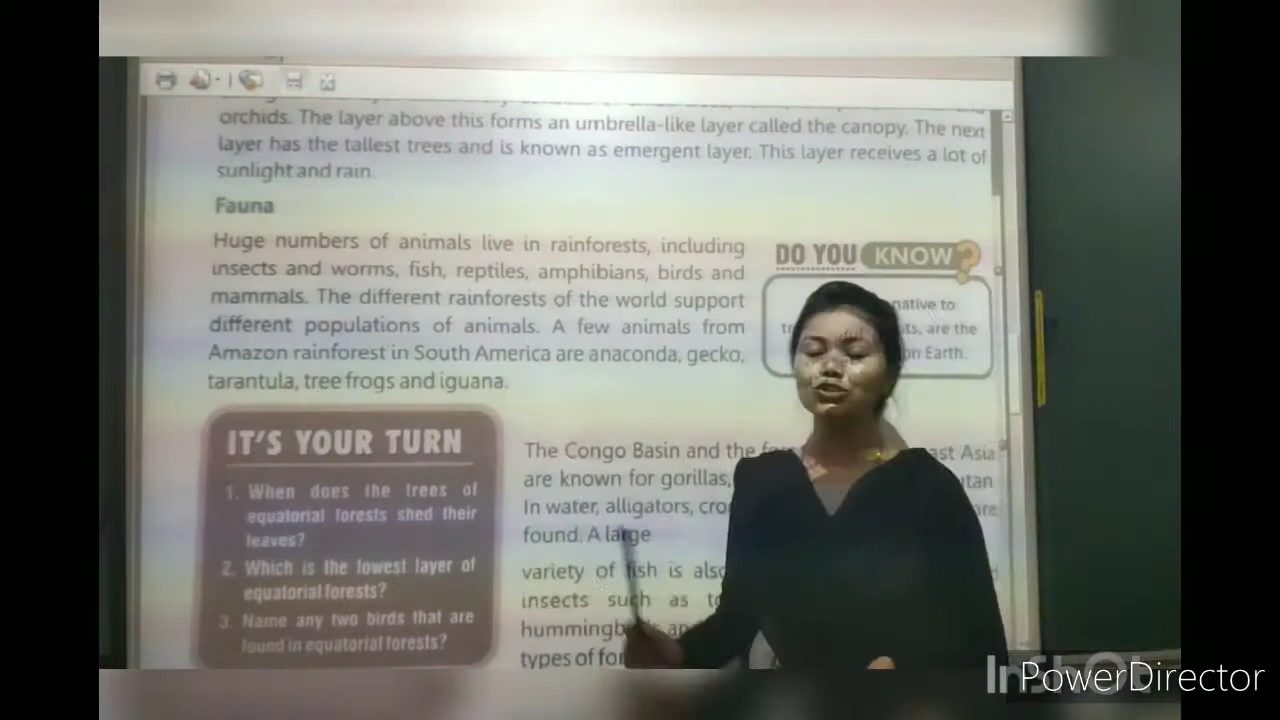 orchids. The layer above this forms an umbrella-like layer called the canopy. The next
layer has the tallest trees and is known as emergent layer. This layer receives a lot of
sunlight and rain.
Fauna
Huge numbers of animals live in rainforests, including
insects and worms, fish, reptiles, amphibians, birds and
mammals. The different rainforests of the world support
different populations of animals. A few animals from
Amazon rainforest in South America are anaconda, gecko,
tarantula, tree frogs and iguana.
DO YOU KNOW?
native to
are the
on Earth.
IT'S YOUR TURN
1. When does the trees of
equatorial forests shed their
leaves?
2. Which is the lowest layer of
equatorial forests?
3. Name any two birds that are
found in equatorial forests?
The Congo Basin and the Asia
are known for gorillas,
In water, alligators,
found. A large
variety of fish is also
insects such as
types of
InShOt
PowerDirector